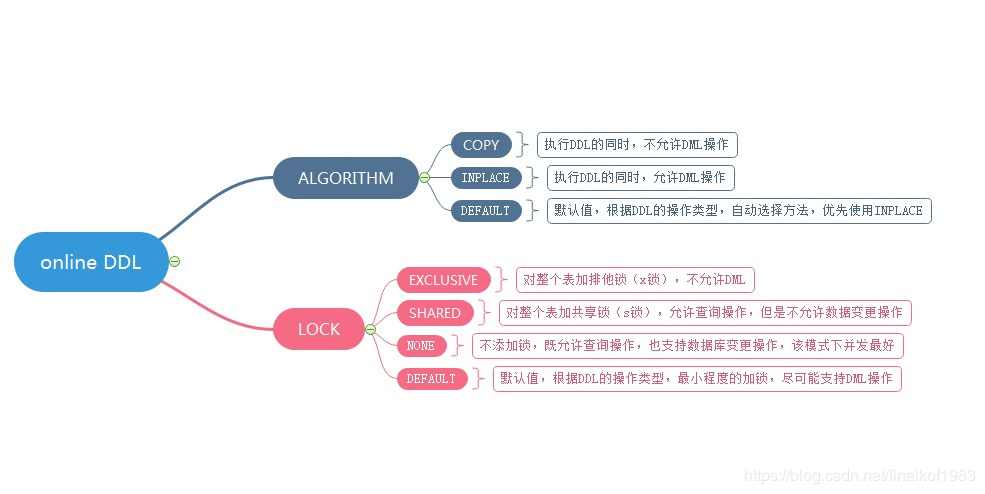 online DDL
ALGORITHM
COPY
执行DDL的同时，不允许DML操作
INPLACE
执行DDL的同时，允许DML操作
DEFAULT
默认值，根据DDL的操作类型，自动选择方法，优先使用INPLACE
LOCK
EXCLUSIVE
对整个表加排他锁（x锁），不允许DML
SHARED
对整个表加共享锁（s锁），允许查询操作，但是不允许数据变更操作
NONE
不添加锁，既允许查询操作，也支持数据库变更操作，该模式下并发最好
DEFAULT
默认值，根据DDL的操作类型，最小程度的加锁，尽可能支持DML操作
https://blog.csdn.net/finalkof1983